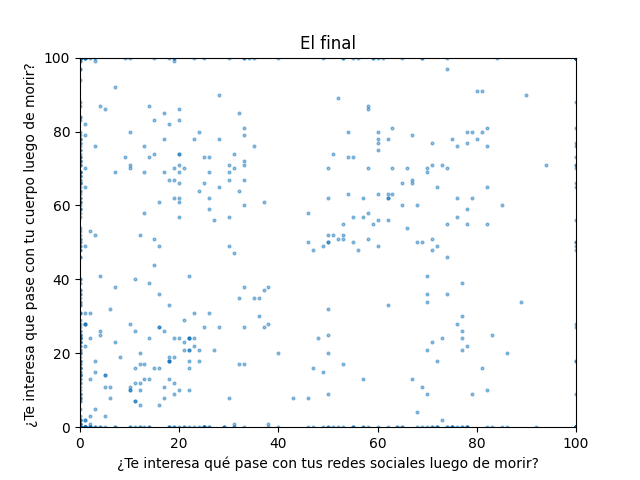 El final
¿Te interesa que pase con tu cuerpo luego de morir?
100
80
60
40
20
0
0 20 40 60 80 100
¿Te interesa qué pase con tus redes sociales luego de morir?